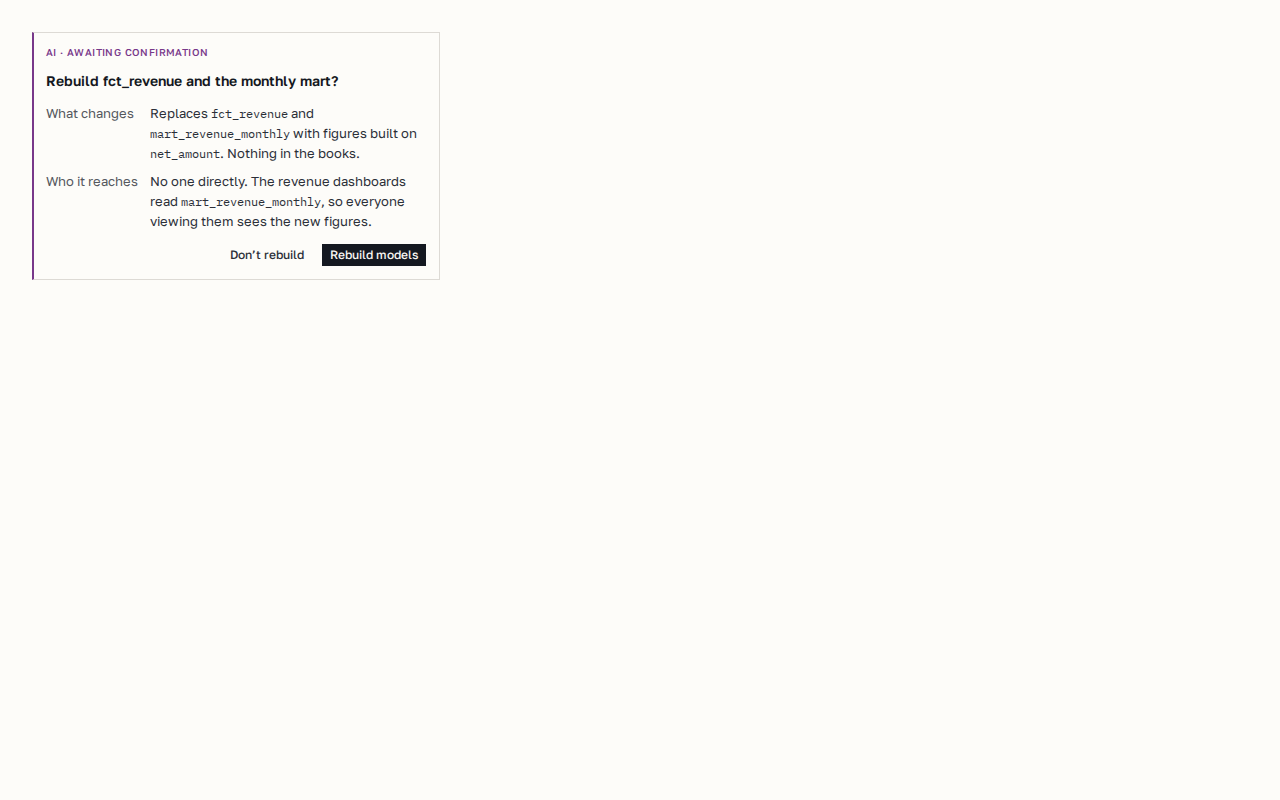 AI · AWAITING CONFIRMATION
Rebuild fct_revenue and the monthly mart?
What changes
Replaces fct_revenue and
mart_revenue_monthly with figures built on
net_amount. Nothing in the books.
Who it reaches
No one directly. The revenue dashboards
read mart_revenue_monthly, so everyone
viewing them sees the new figures.
Don’t rebuild
Rebuild models